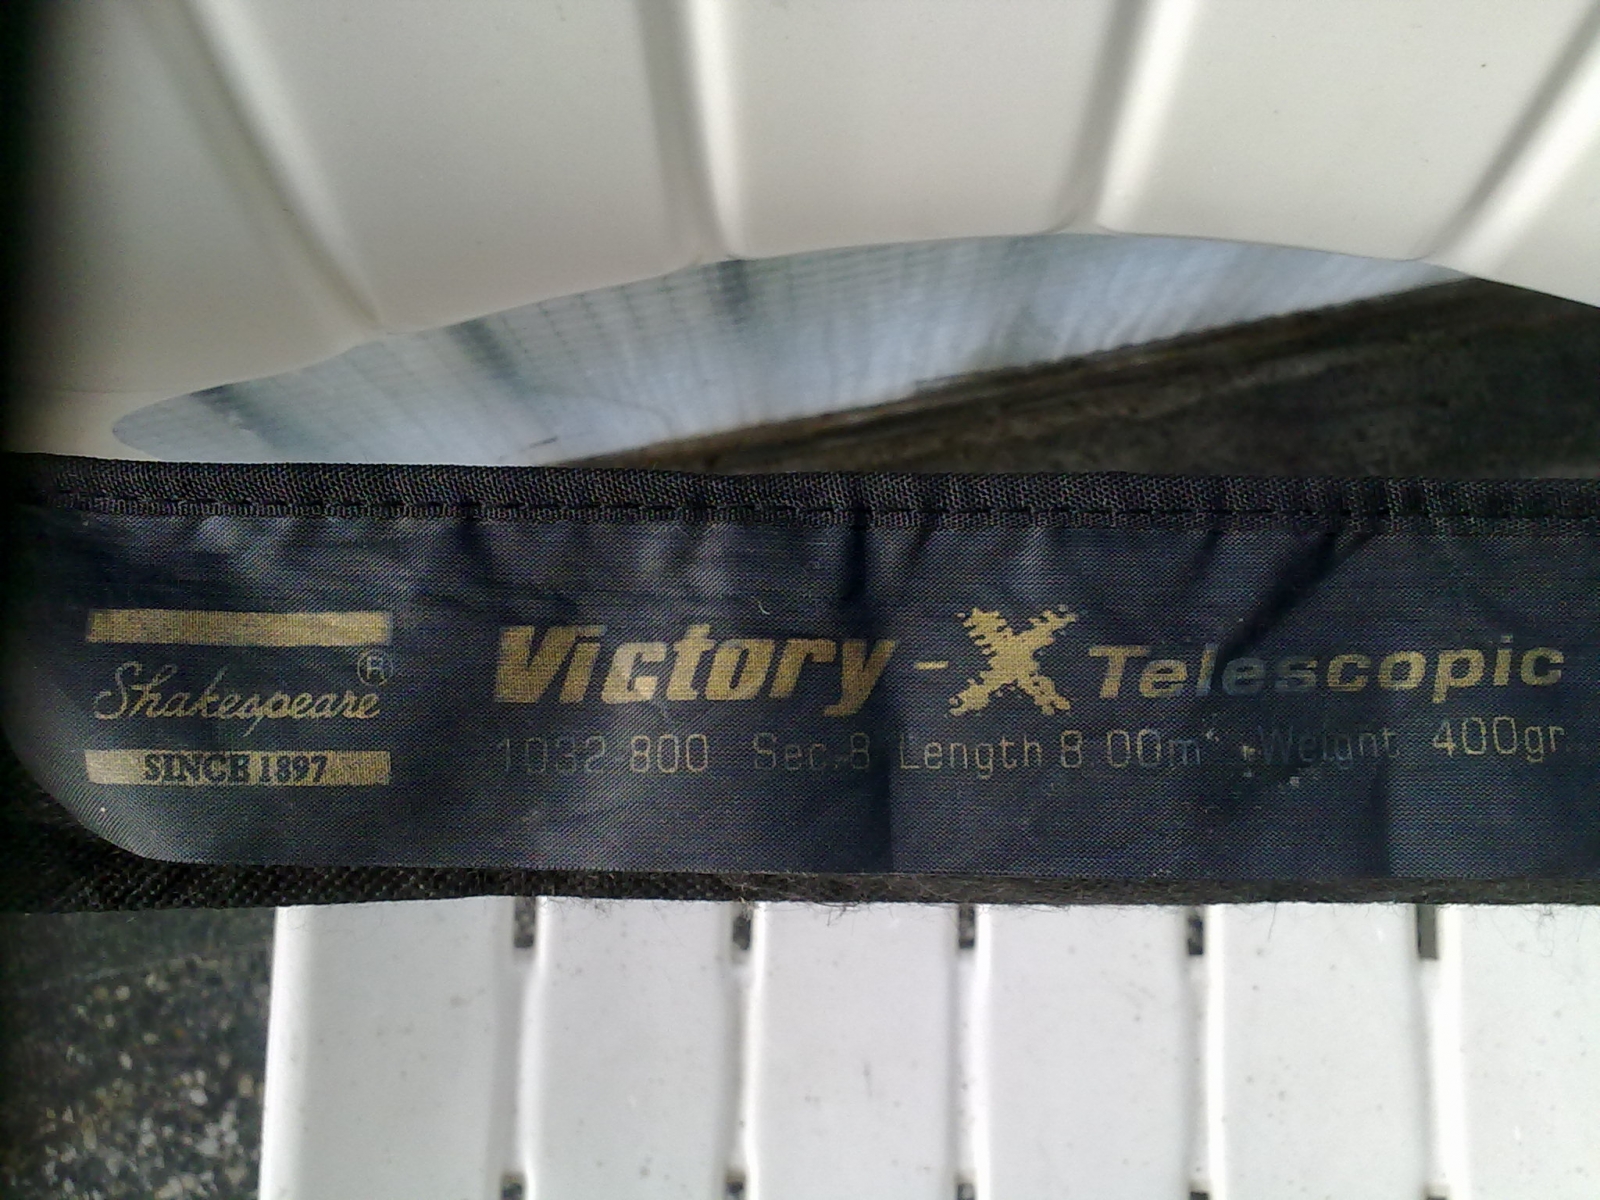 Shakespeare®
SINCE 1897
Victory-X Telescopic
1032 800 Sec.8 Length 8.00m Weight 400gr.